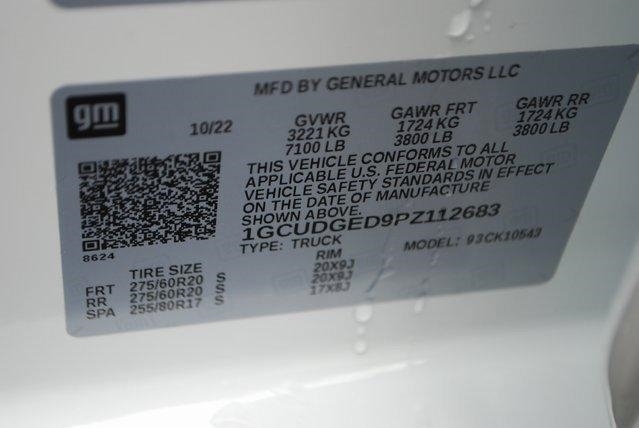 MFD BY GENERAL MOTORS LLC
gm
10/22
GVWR GAWR FRT GAWR RR
3221 KG 1724 KG 1724 KG
7100 LB 3800 LB 3800 LB
THIS VEHICLE CONFORMS TO ALL
APPLICABLE U.S. FEDERAL MOTOR
VEHICLE SAFETY STANDARDS IN EFFECT
ON THE DATE OF MANUFACTURE
SHOWN ABOVE.
1GCUDGED9PZ112683
TYPE: TRUCK MODEL: 93CK10543
8624
TIRE SIZE RIM
FRT 275/60R20 S 20X9J
RR 275/60R20 S 20X9J
SPA 255/80R17 S 17X8J